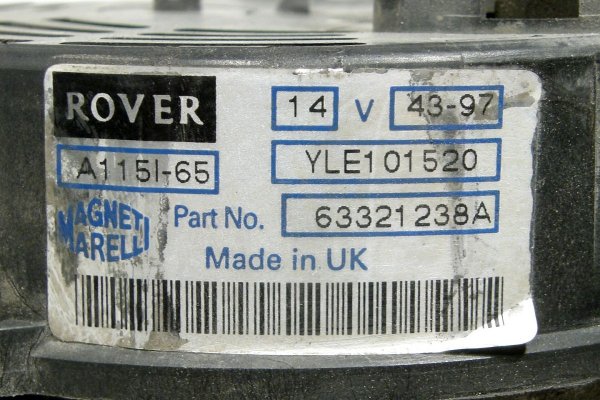 ROVER 14 V 43-97
A115I-65 YLE101520
MAGNETI MARELLI Part No. 63321238A
Made in UK